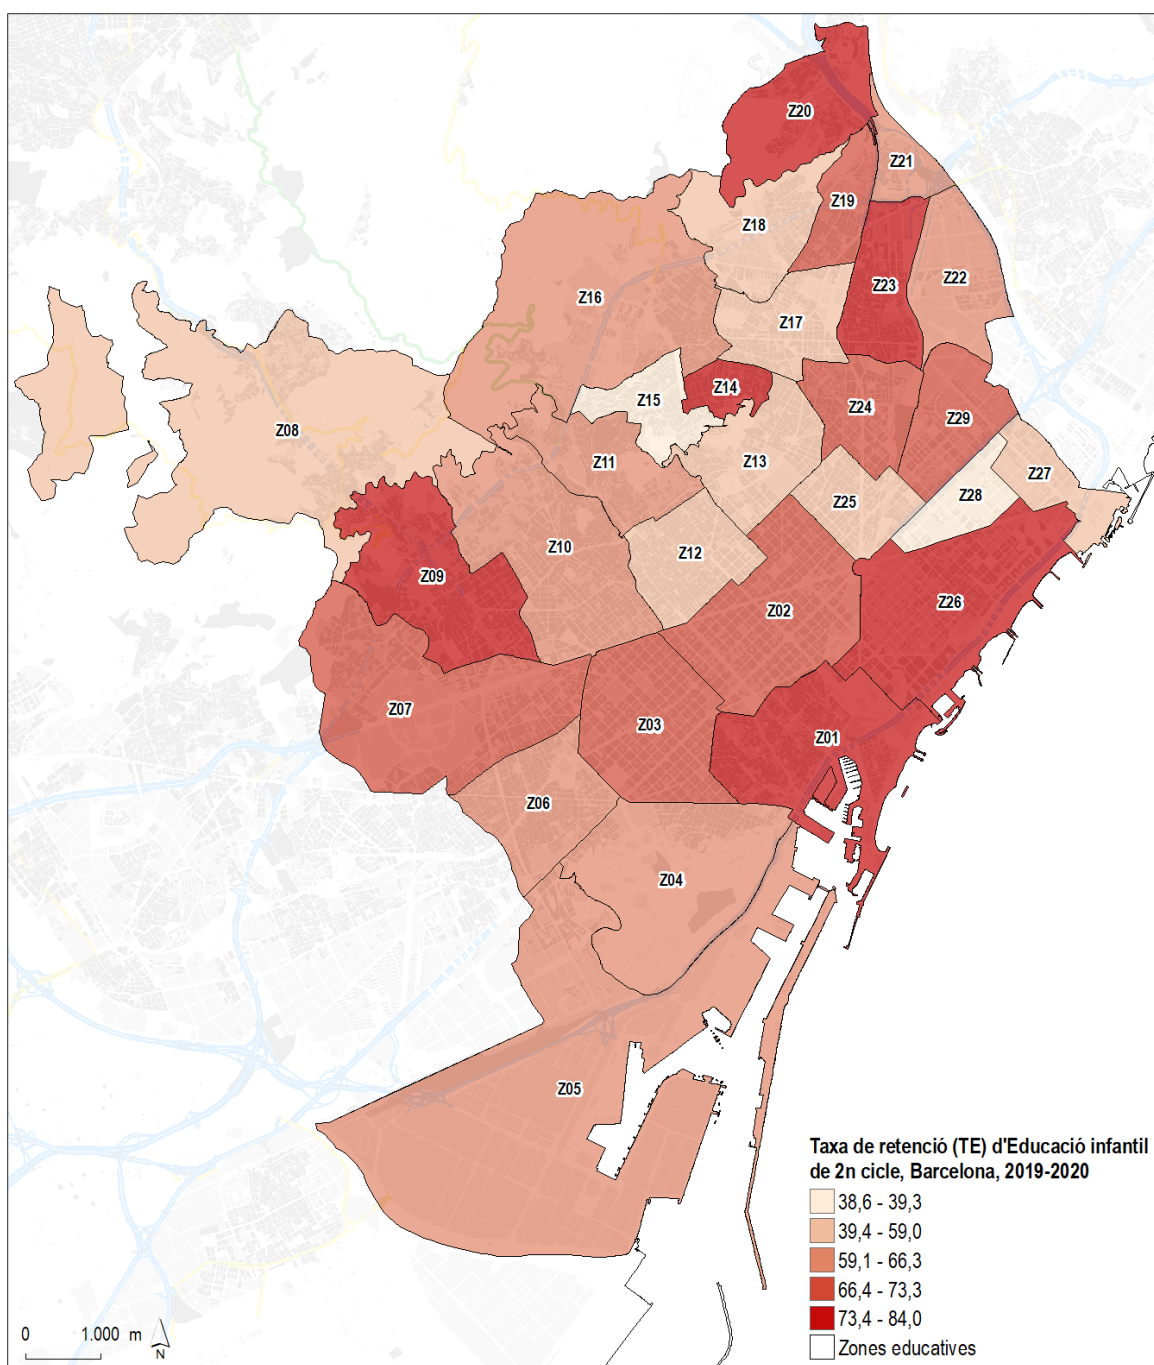 Z20
Z21
Z19
Z18
Z22
Z23
Z16
Z17
Z14
Z15
Z24
Z29
Z08
Z11
Z13
Z27
Z28
Z25
Z10
Z12
Z09
Z26
Z02
Z07
Z03
Z01
Z06
Z04
Z05
Taxa de retenció (TE) d'Educació infantil
de 2n cicle, Barcelona, 2019-2020
38,6 - 39,3
39,4 - 59,0
59,1 - 66,3
66,4 - 73,3
73,4 - 84,0
Zones educatives
0 1.000 m
N